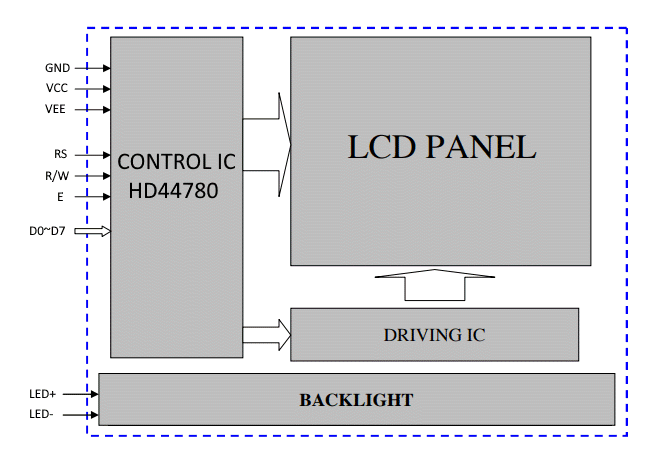 GND
VCC
VEE
RS
R/W
E
D0~D7
CONTROL IC
HD44780
LCD PANEL
DRIVING IC
LED+
LED-
BACKLIGHT